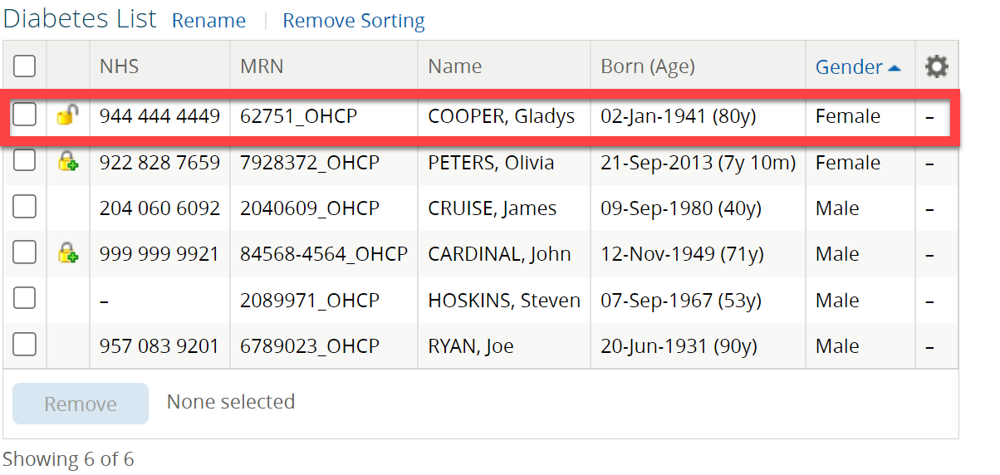 Diabetes List Rename | Remove Sorting
NHS MRN Name Born (Age) Gender
944 444 4449 62751_OHCP COOPER, Gladys 02-Jan-1941 (80y) Female –
922 828 7659 7928372_OHCP PETERS, Olivia 21-Sep-2013 (7y 10m) Female –
204 060 6092 2040609_OHCP CRUISE, James 09-Sep-1980 (40y) Male –
999 999 9921 84568-4564_OHCP CARDINAL, John 12-Nov-1949 (71y) Male –
– 2089971_OHCP HOSKINS, Steven 07-Sep-1967 (53y) Male –
957 083 9201 6789023_OHCP RYAN, Joe 20-Jun-1931 (90y) Male –
Remove None selected
Showing 6 of 6